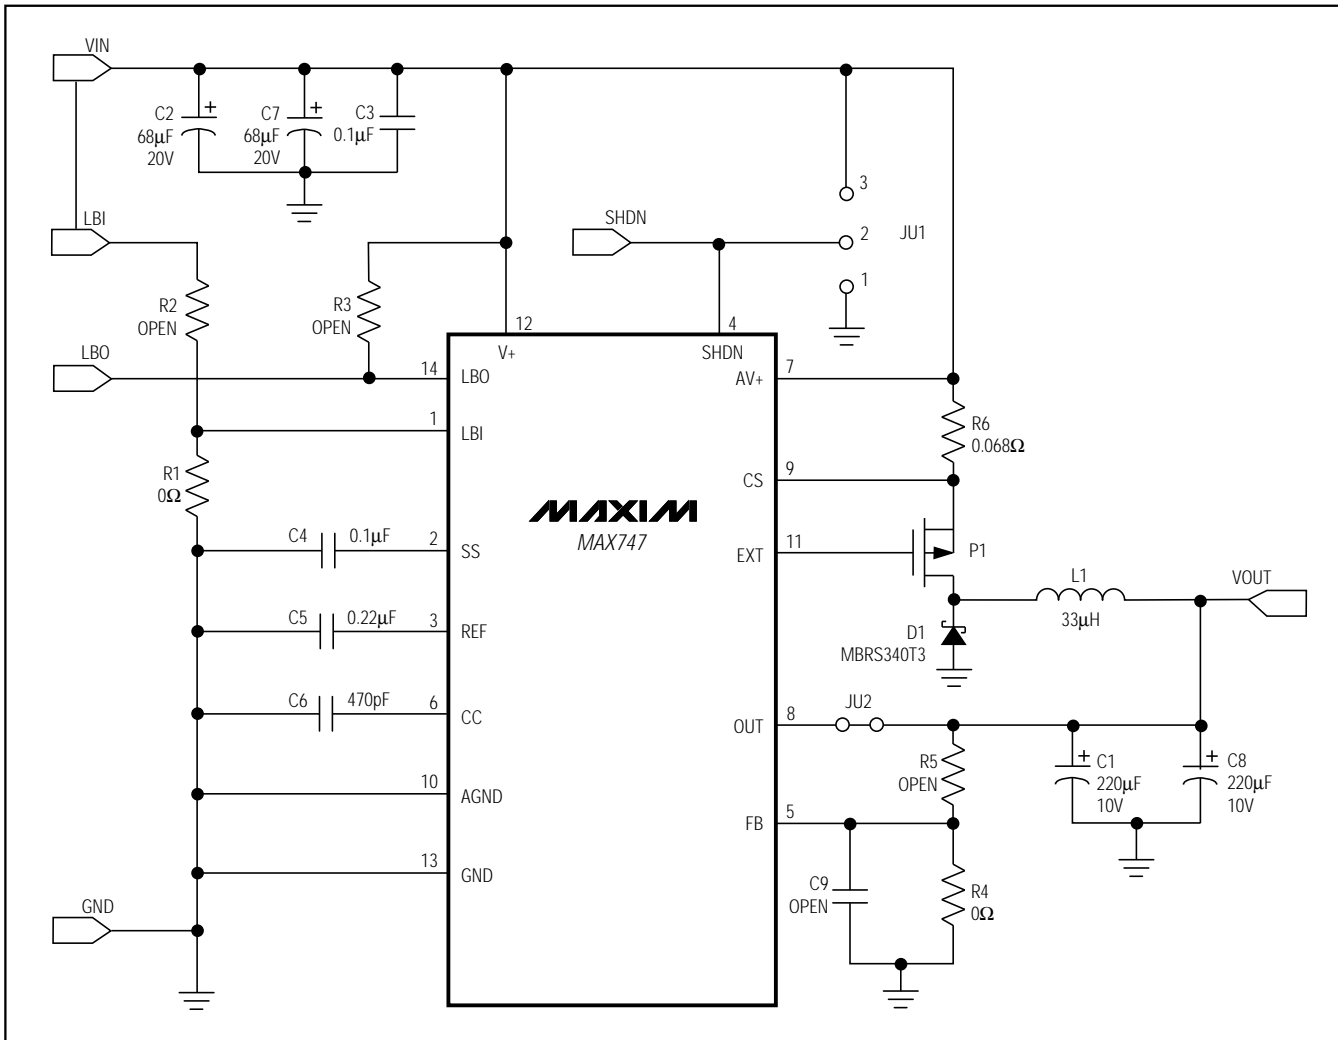 VIN
C2
68µF
20V
+
C7
68µF
20V
+
C3
0.1µF
3
LBI
SHDN
2
JU1
1
R2
OPEN
R3
OPEN
12
V+
4
SHDN
LBO
14
LBO
7
AV+
1
LBI
R6
0.068Ω
R1
0Ω
9
CS
MAXIM
MAX747
C4
0.1µF
2
SS
11
EXT
P1
L1
33µH
VOUT
C5
0.22µF
3
REF
D1
MBRS340T3
C6
470pF
6
CC
8
OUT
JU2
R5
OPEN
+
C1
220µF
10V
+
C8
220µF
10V
10
AGND
5
FB
13
GND
C9
OPEN
R4
0Ω
GND